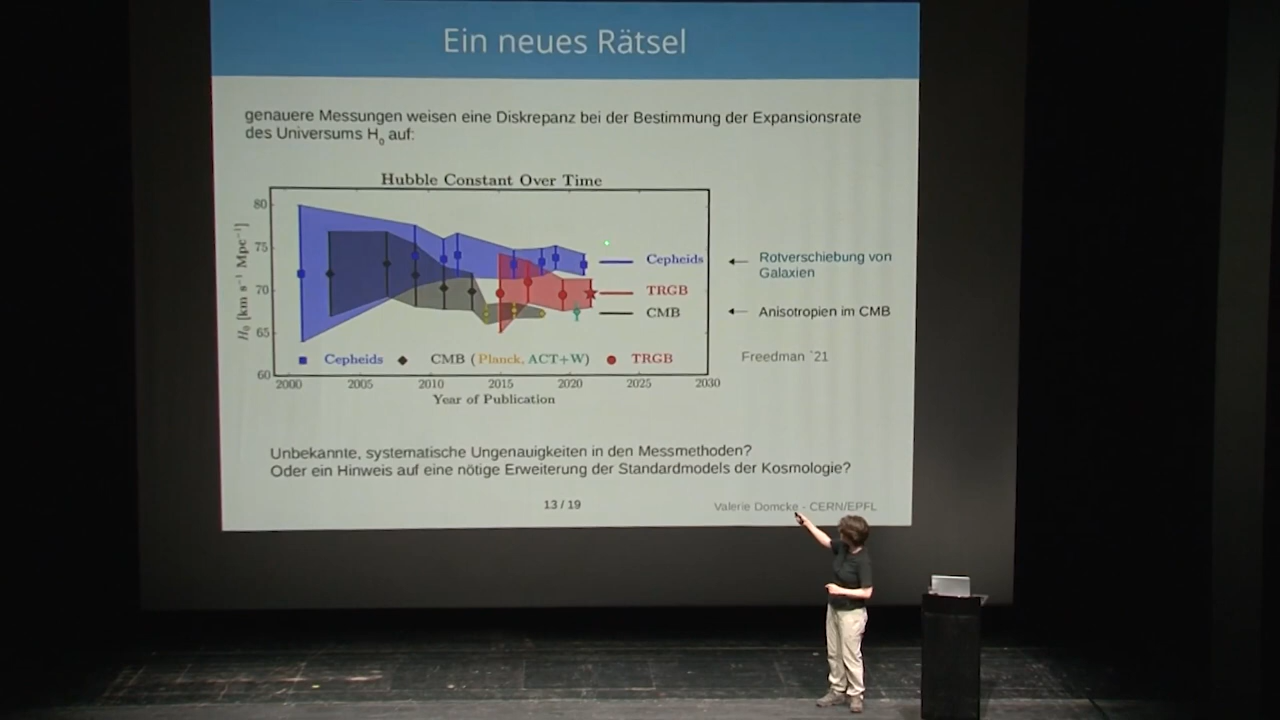 Ein neues Rätsel
genauere Messungen weisen eine Diskrepanz bei der Bestimmung der Expansionsrate
des Universums H₀ auf:
Hubble Constant Over Time
H₀ [km s⁻¹ Mpc⁻¹]
80
75
70
65
60
Cepheids
TRGB
CMB
Cepheids CMB (Planck, ACT+W) TRGB
2000 2005 2010 2015 2020 2025 2030
Year of Publication
Rotverschiebung von
Galaxien
Anisotropien im CMB
Freedman `21
Unbekannte, systematische Ungenauigkeiten in den Messmethoden?
Oder ein Hinweis auf eine nötige Erweiterung der Standardmodels der Kosmologie?
13 / 19
Valerie Domcke - CERN/EPFL